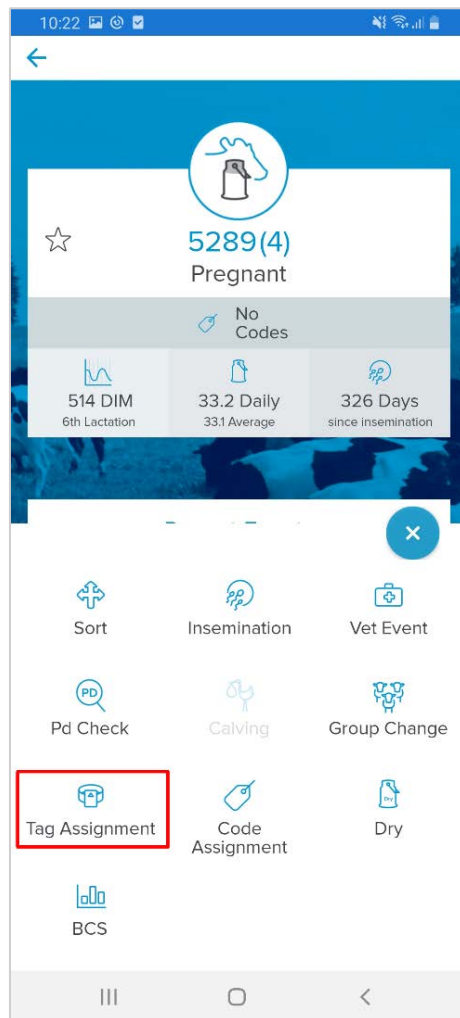 10:22
5289(4)
Pregnant
No
Codes
514 DIM
33.2 Daily
326 Days
6th Lactation
33.1 Average
since insemination
Sort
Insemination
Vet Event
PD
Pd Check
Calving
Group Change
Dry
Tag Assignment
Code
Assignment
Dry
BCS